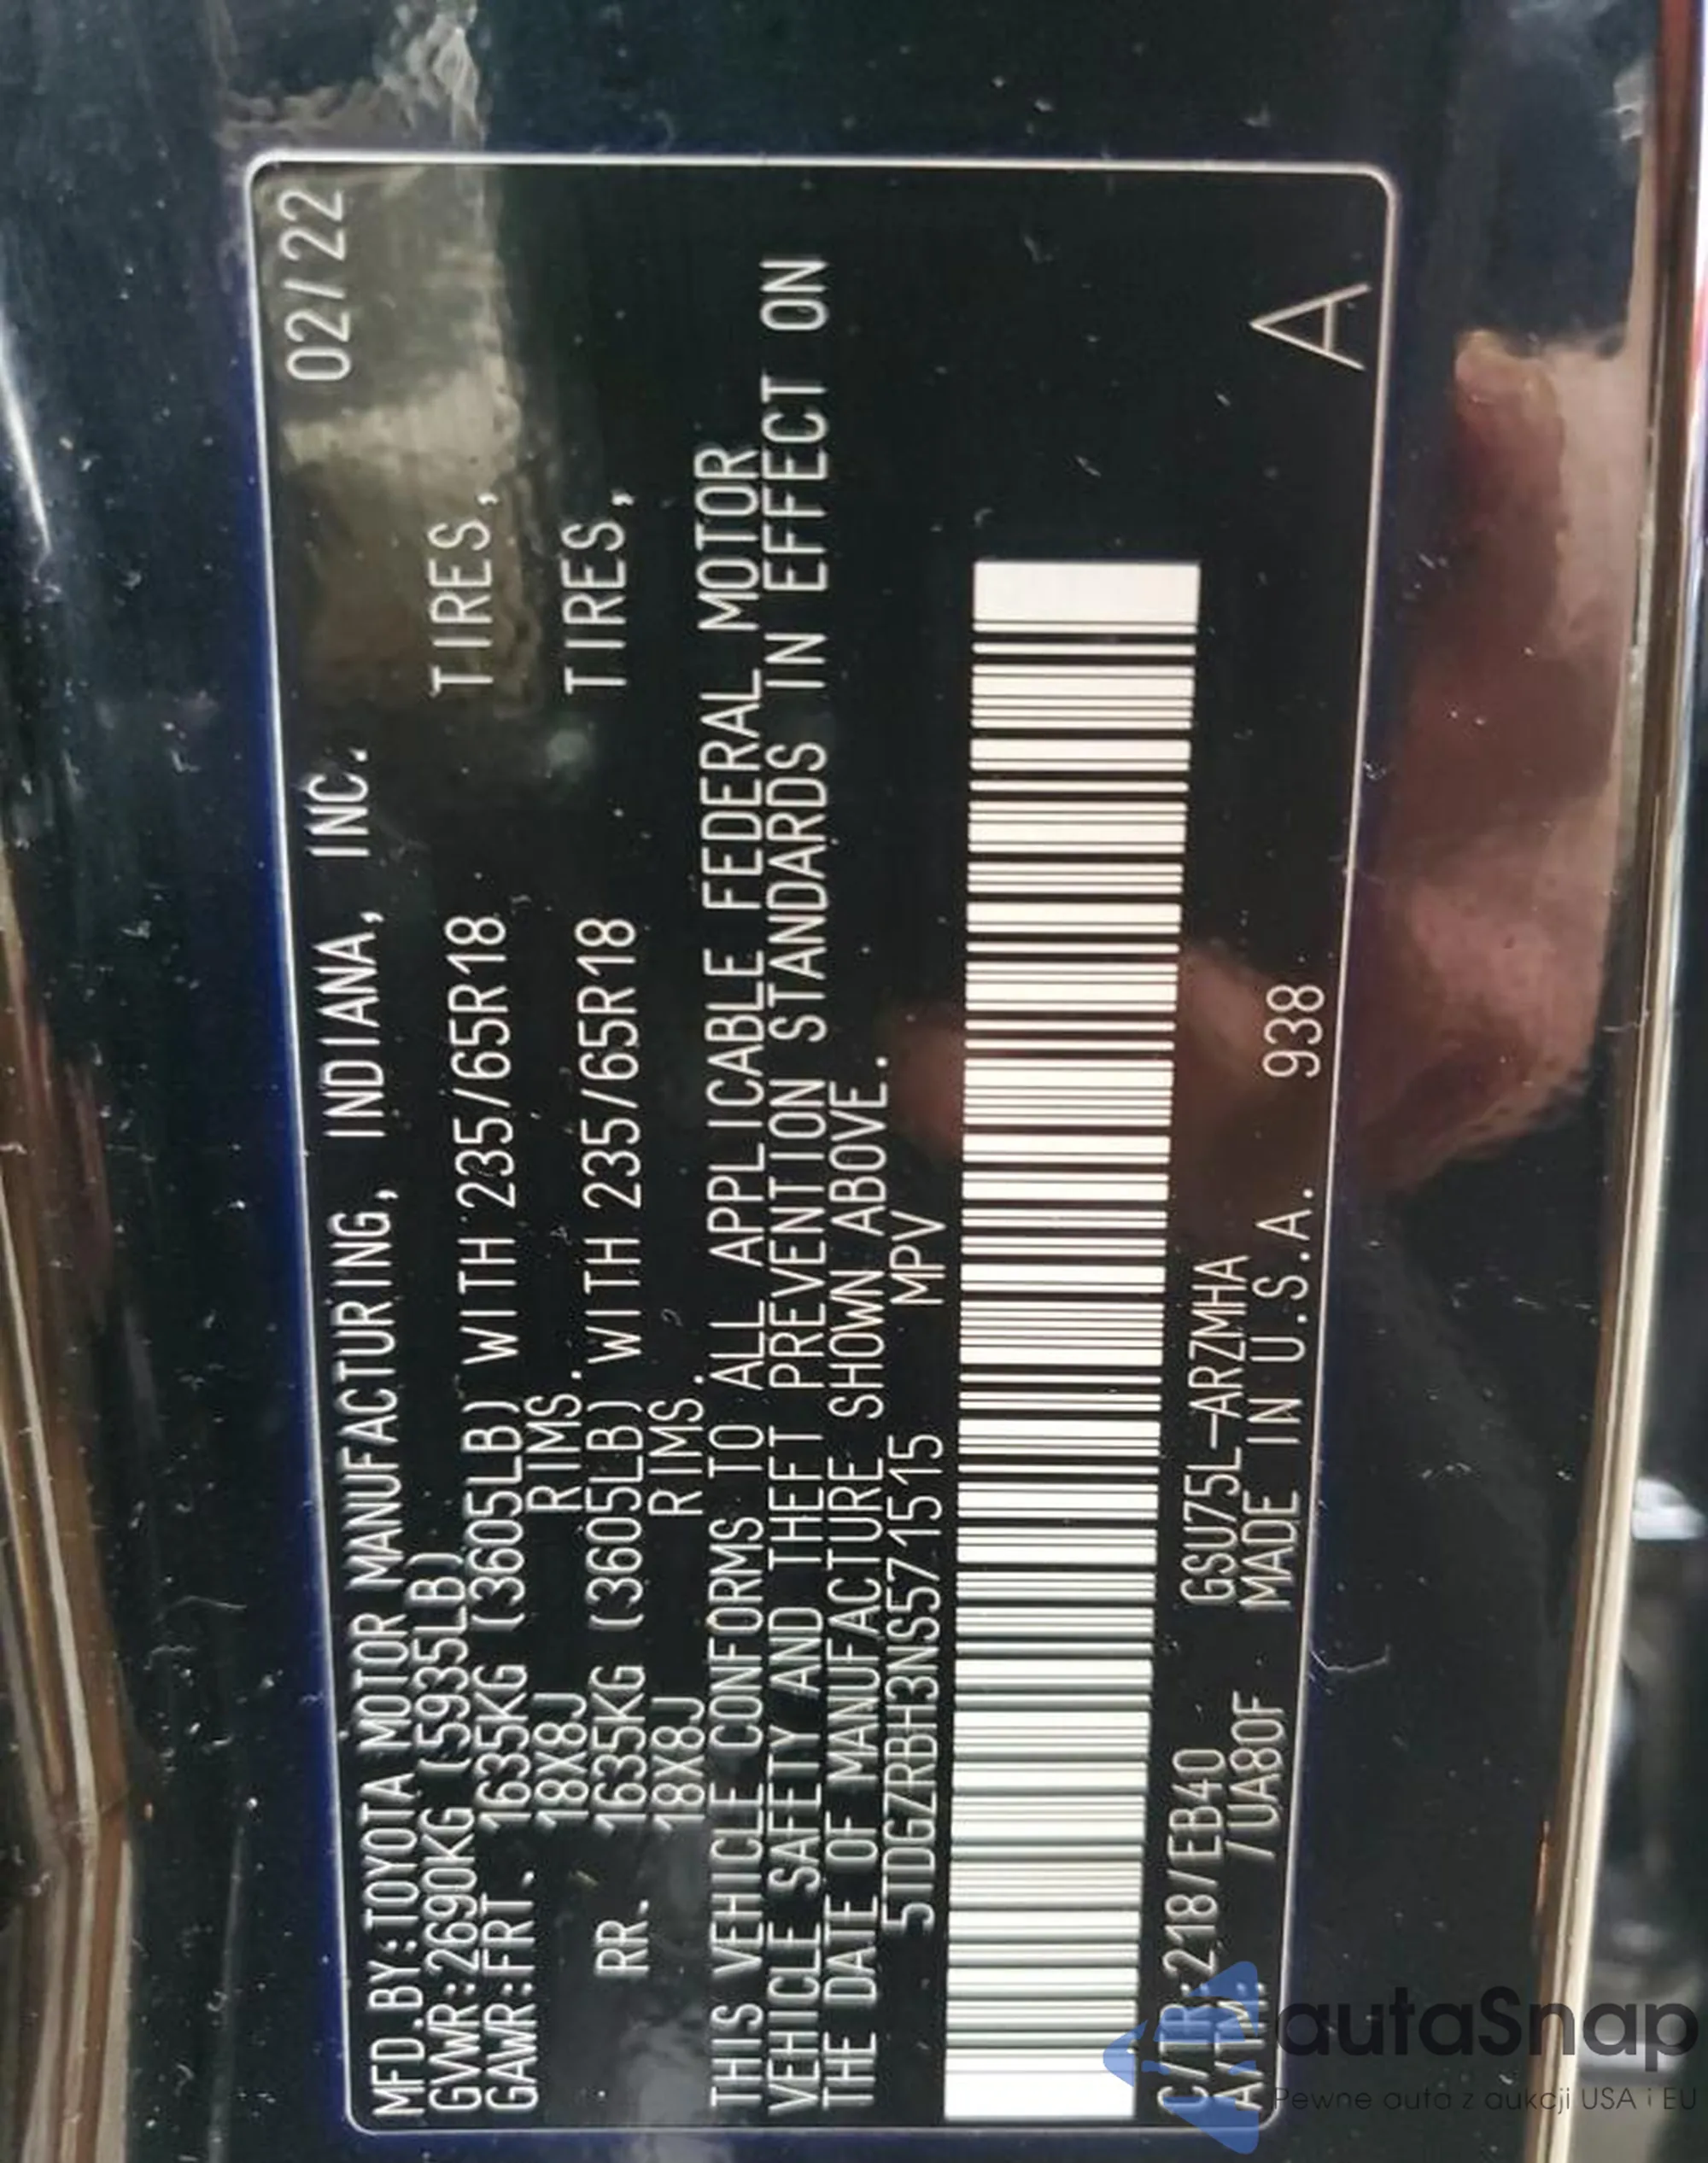 MFD.BY:TOYOTA MOTOR MANUFACTURING, INDIANA, INC. 02/22
GVWR:2690KG (5935LB)
GAWR:FRT. 1635KG (3605LB) WITH 235/65R18 TIRES,
18X8J RIMS.
RR. 1635KG (3605LB) WITH 235/65R18 TIRES,
18X8J RIMS.
THIS VEHICLE CONFORMS TO ALL APPLICABLE FEDERAL MOTOR
VEHICLE SAFETY AND THEFT PREVENTION STANDARDS IN EFFECT ON
THE DATE OF MANUFACTURE SHOWN ABOVE.
5TDGZRBH3NS571515 MPV
C/TR:218/EB40 GSU75L-ARZMHA
A/TM: /UA80F MADE IN U.S.A. 938
A
autaSnap
Pewne auta z aukcji USA i EU